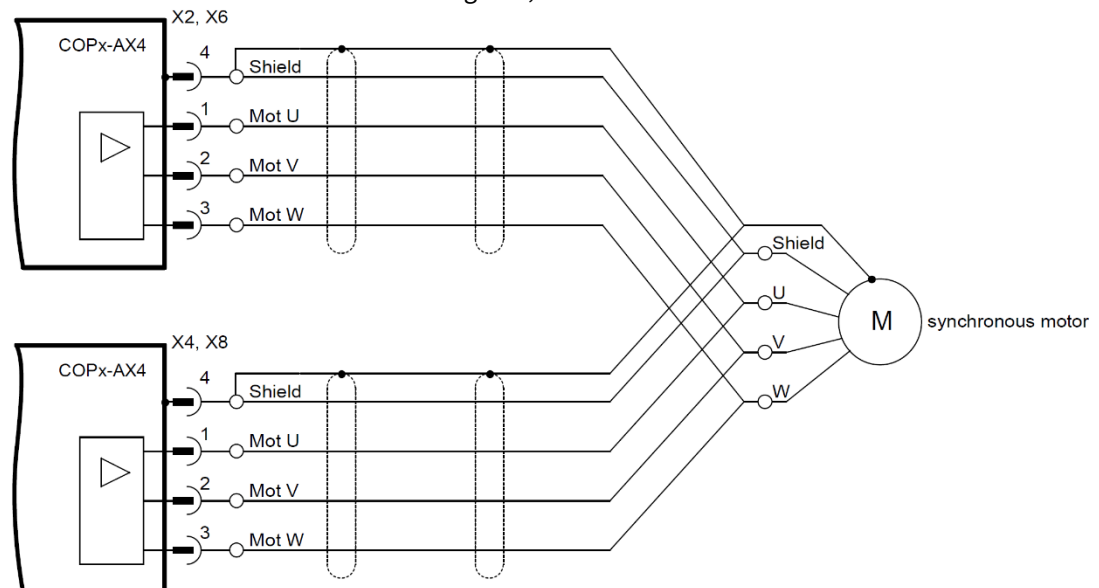 X2, X6
COPx-AX4
4
Shield
1
Mot U
2
Mot V
3
Mot W
Shield
U
M
synchronous motor
V
W
X4, X8
COPx-AX4
4
Shield
1
Mot U
2
Mot V
3
Mot W